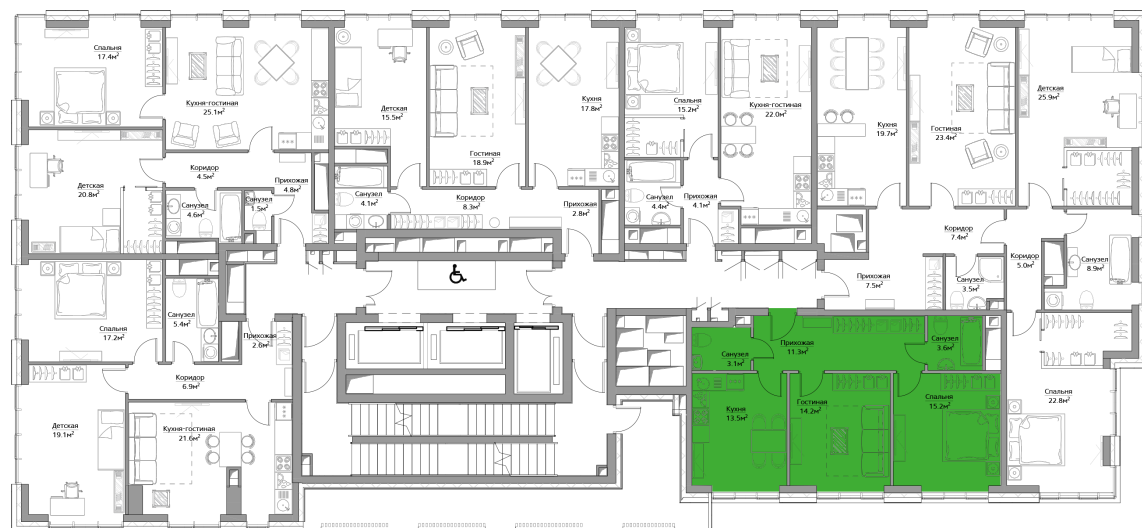 Спальня
17.4м²
Кухня-гостиная
25.1м²
Детская
15.5м²
Гостиная
18.9м²
Кухня
17.8м²
Спальня
15.2м²
Кухня-гостиная
22.0м²
Кухня
19.7м²
Гостиная
23.4м²
Детская
25.9м²
Детская
20.8м²
Коридор
4.5м²
Прихожая
4.8м²
Санузел
4.6м²
Санузел
1.5м²
Санузел
4.1м²
Коридор
8.3м²
Прихожая
2.8м²
Санузел
4.4м²
Прихожая
4.1м²
Коридор
7.4м²
Коридор
5.0м²
Санузел
8.9м²
Прихожая
7.5м²
Санузел
3.5м²
Спальня
17.2м²
Санузел
5.4м²
Прихожая
2.6м²
Коридор
6.9м²
Детская
19.1м²
Кухня-гостиная
21.6м²
Санузел
3.1м²
Прихожая
11.3м²
Санузел
3.6м²
Кухня
13.5м²
Гостиная
14.2м²
Спальня
15.2м²
Спальня
22.8м²